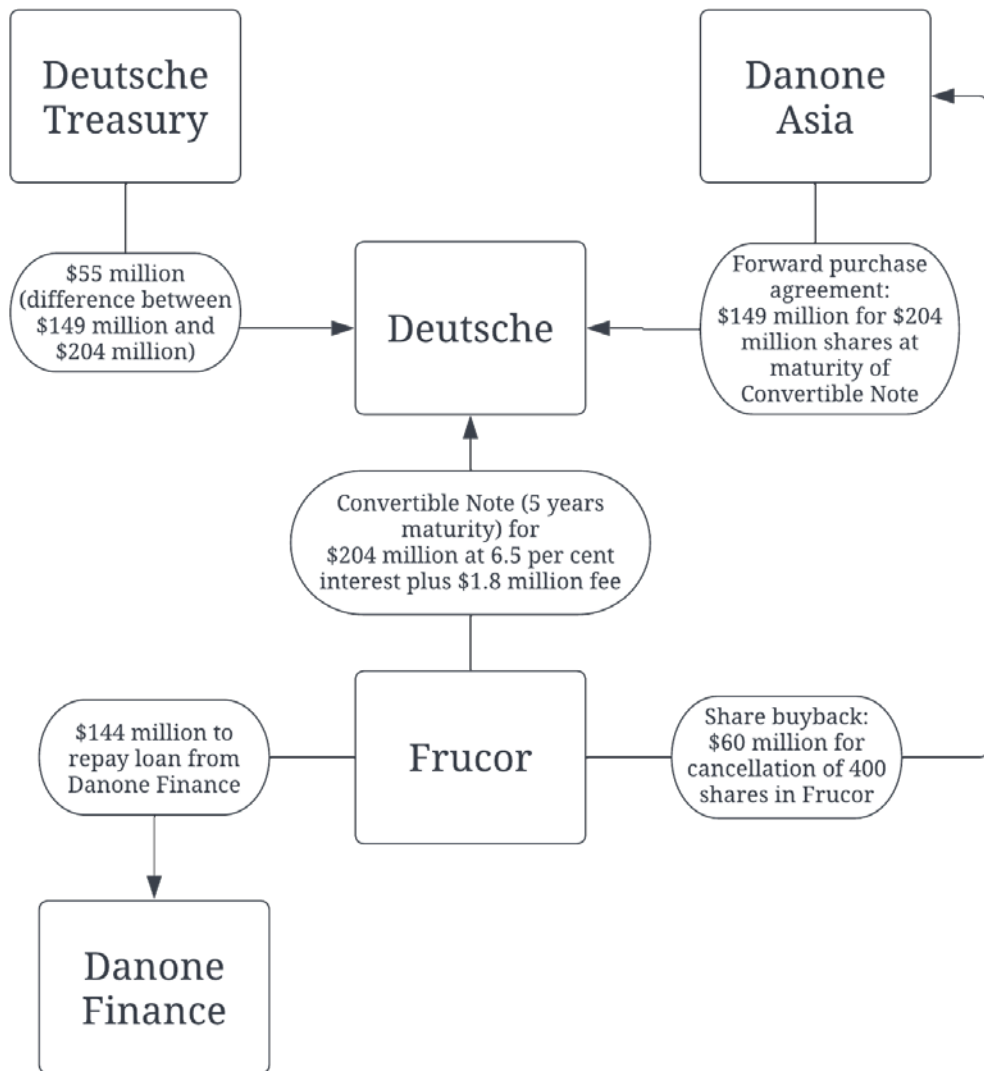 Deutsche
Treasury
Danone
Asia
$55 million
(difference between
$149 million and
$204 million)
Deutsche
Forward purchase
agreement:
$149 million for $204
million shares at
maturity of
Convertible Note
Convertible Note (5 years
maturity) for
$204 million at 6.5 per cent
interest plus $1.8 million fee
$144 million to
repay loan from
Danone Finance
Frucor
Share buyback:
$60 million for
cancellation of 400
shares in Frucor
Danone
Finance